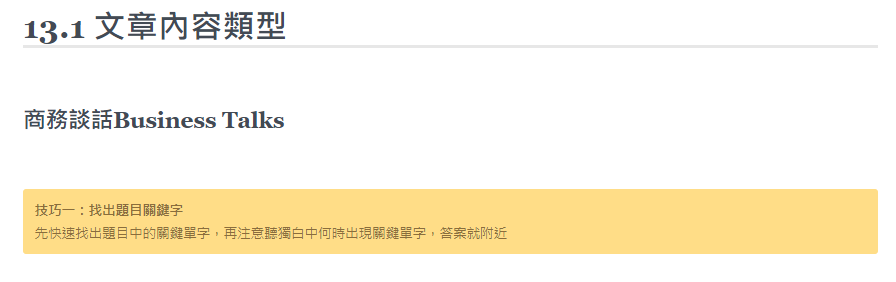 13.1 文章內容類型
商務談話Business Talks
技巧一：找出題目關鍵字
先快速找出題目中的關鍵單字，再注意聽獨白中何時出現關鍵單字，答案就附近